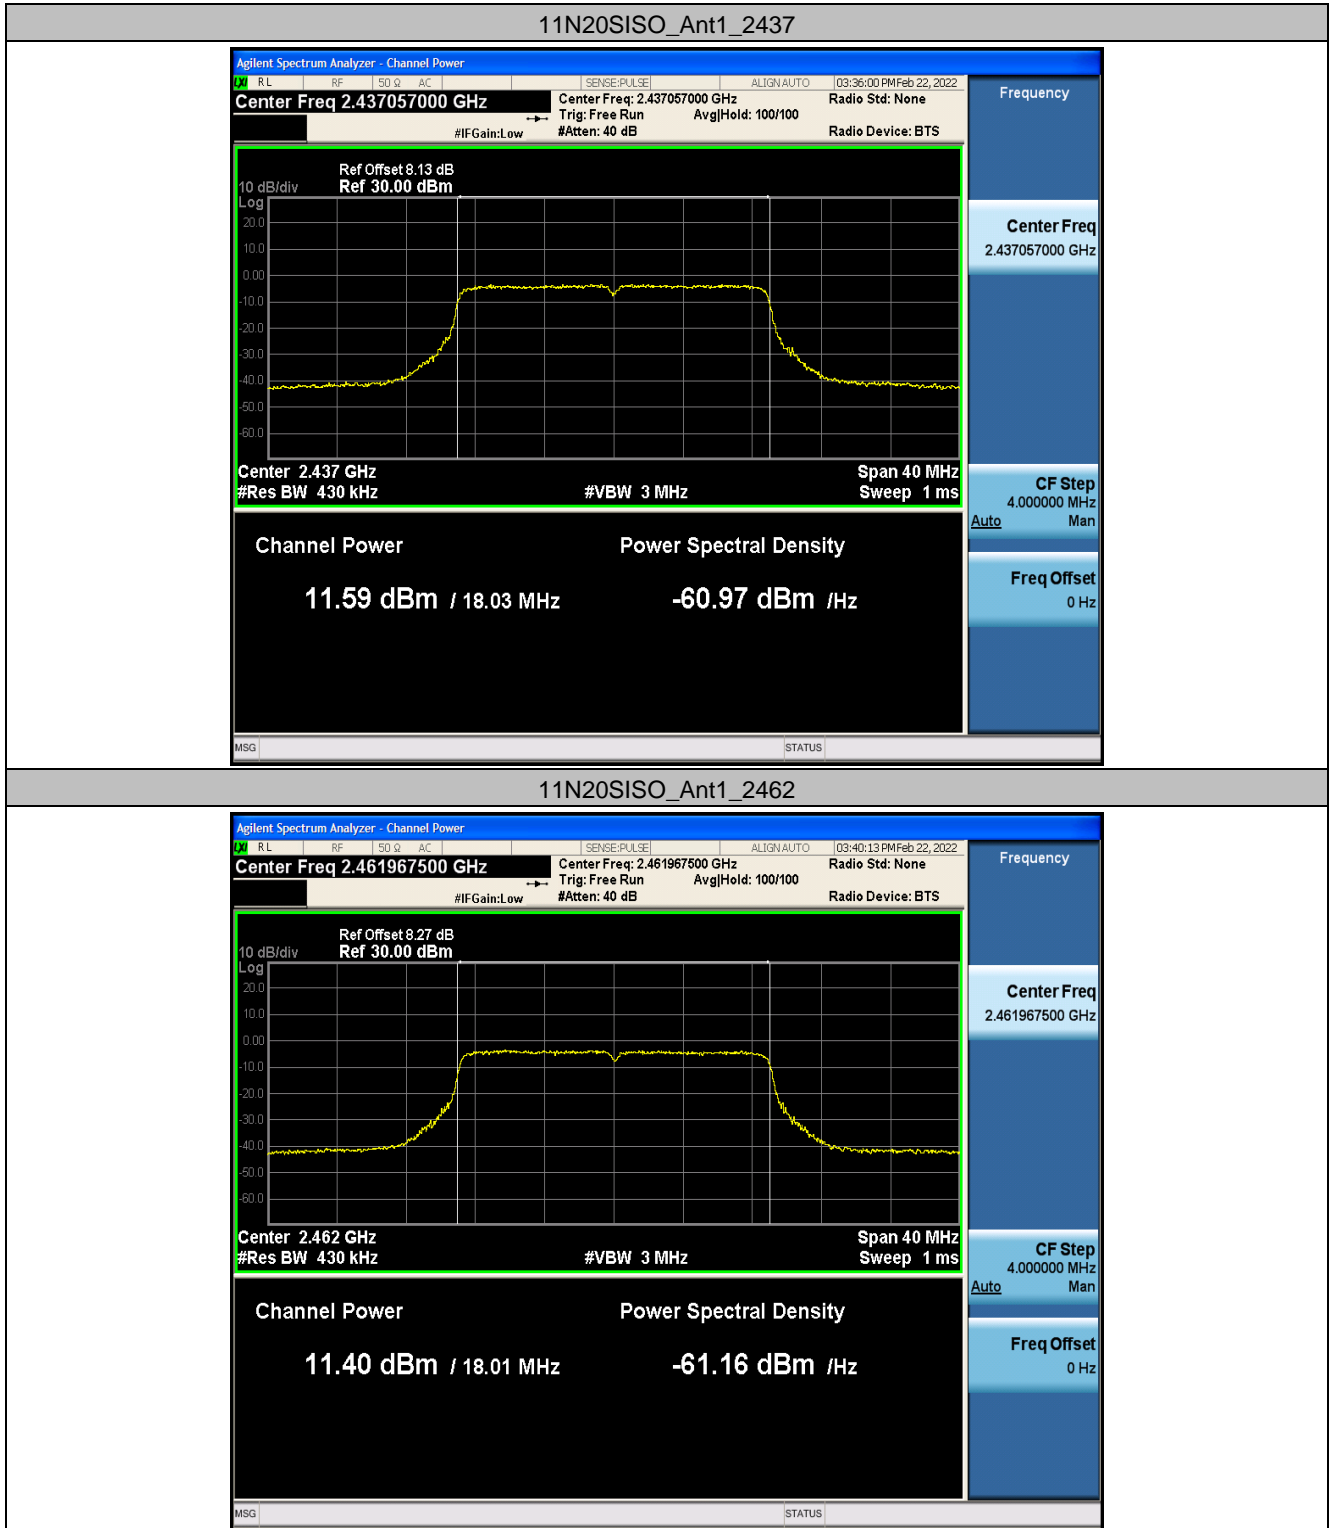 11N20SISO_Ant1_2437
Agilent Spectrum Analyzer - Channel Power
LXI RL RF 50 Ω AC SENSE:PULSE ALIGNAUTO 03:36:00 PM Feb 22, 2022
Center Freq 2.437057000 GHz
Center Freq: 2.437057000 GHz
Radio Std: None
Trig: Free Run Avg|Hold: 100/100
#IFGain:Low
#Atten: 40 dB
Radio Device: BTS
Frequency
Ref Offset 8.13 dB
10 dB/div Ref 30.00 dBm
Log
20.0
10.0
0.00
-10.0
-20.0
-30.0
-40.0
-50.0
-60.0
Center Freq
2.437057000 GHz
Center 2.437 GHz Span 40 MHz
#Res BW 430 kHz #VBW 3 MHz Sweep 1 ms
CF Step
4.000000 MHz
Auto Man
Channel Power Power Spectral Density
11.59 dBm / 18.03 MHz -60.97 dBm /Hz
Freq Offset
0 Hz
MSG STATUS
11N20SISO_Ant1_2462
Agilent Spectrum Analyzer - Channel Power
LXI RL RF 50 Ω AC SENSE:PULSE ALIGNAUTO 03:40:13 PM Feb 22, 2022
Center Freq 2.461967500 GHz
Center Freq: 2.461967500 GHz
Radio Std: None
Trig: Free Run Avg|Hold: 100/100
#IFGain:Low
#Atten: 40 dB
Radio Device: BTS
Frequency
Ref Offset 8.27 dB
10 dB/div Ref 30.00 dBm
Log
20.0
10.0
0.00
-10.0
-20.0
-30.0
-40.0
-50.0
-60.0
Center Freq
2.461967500 GHz
Center 2.462 GHz Span 40 MHz
#Res BW 430 kHz #VBW 3 MHz Sweep 1 ms
CF Step
4.000000 MHz
Auto Man
Channel Power Power Spectral Density
11.40 dBm / 18.01 MHz -61.16 dBm /Hz
Freq Offset
0 Hz
MSG STATUS